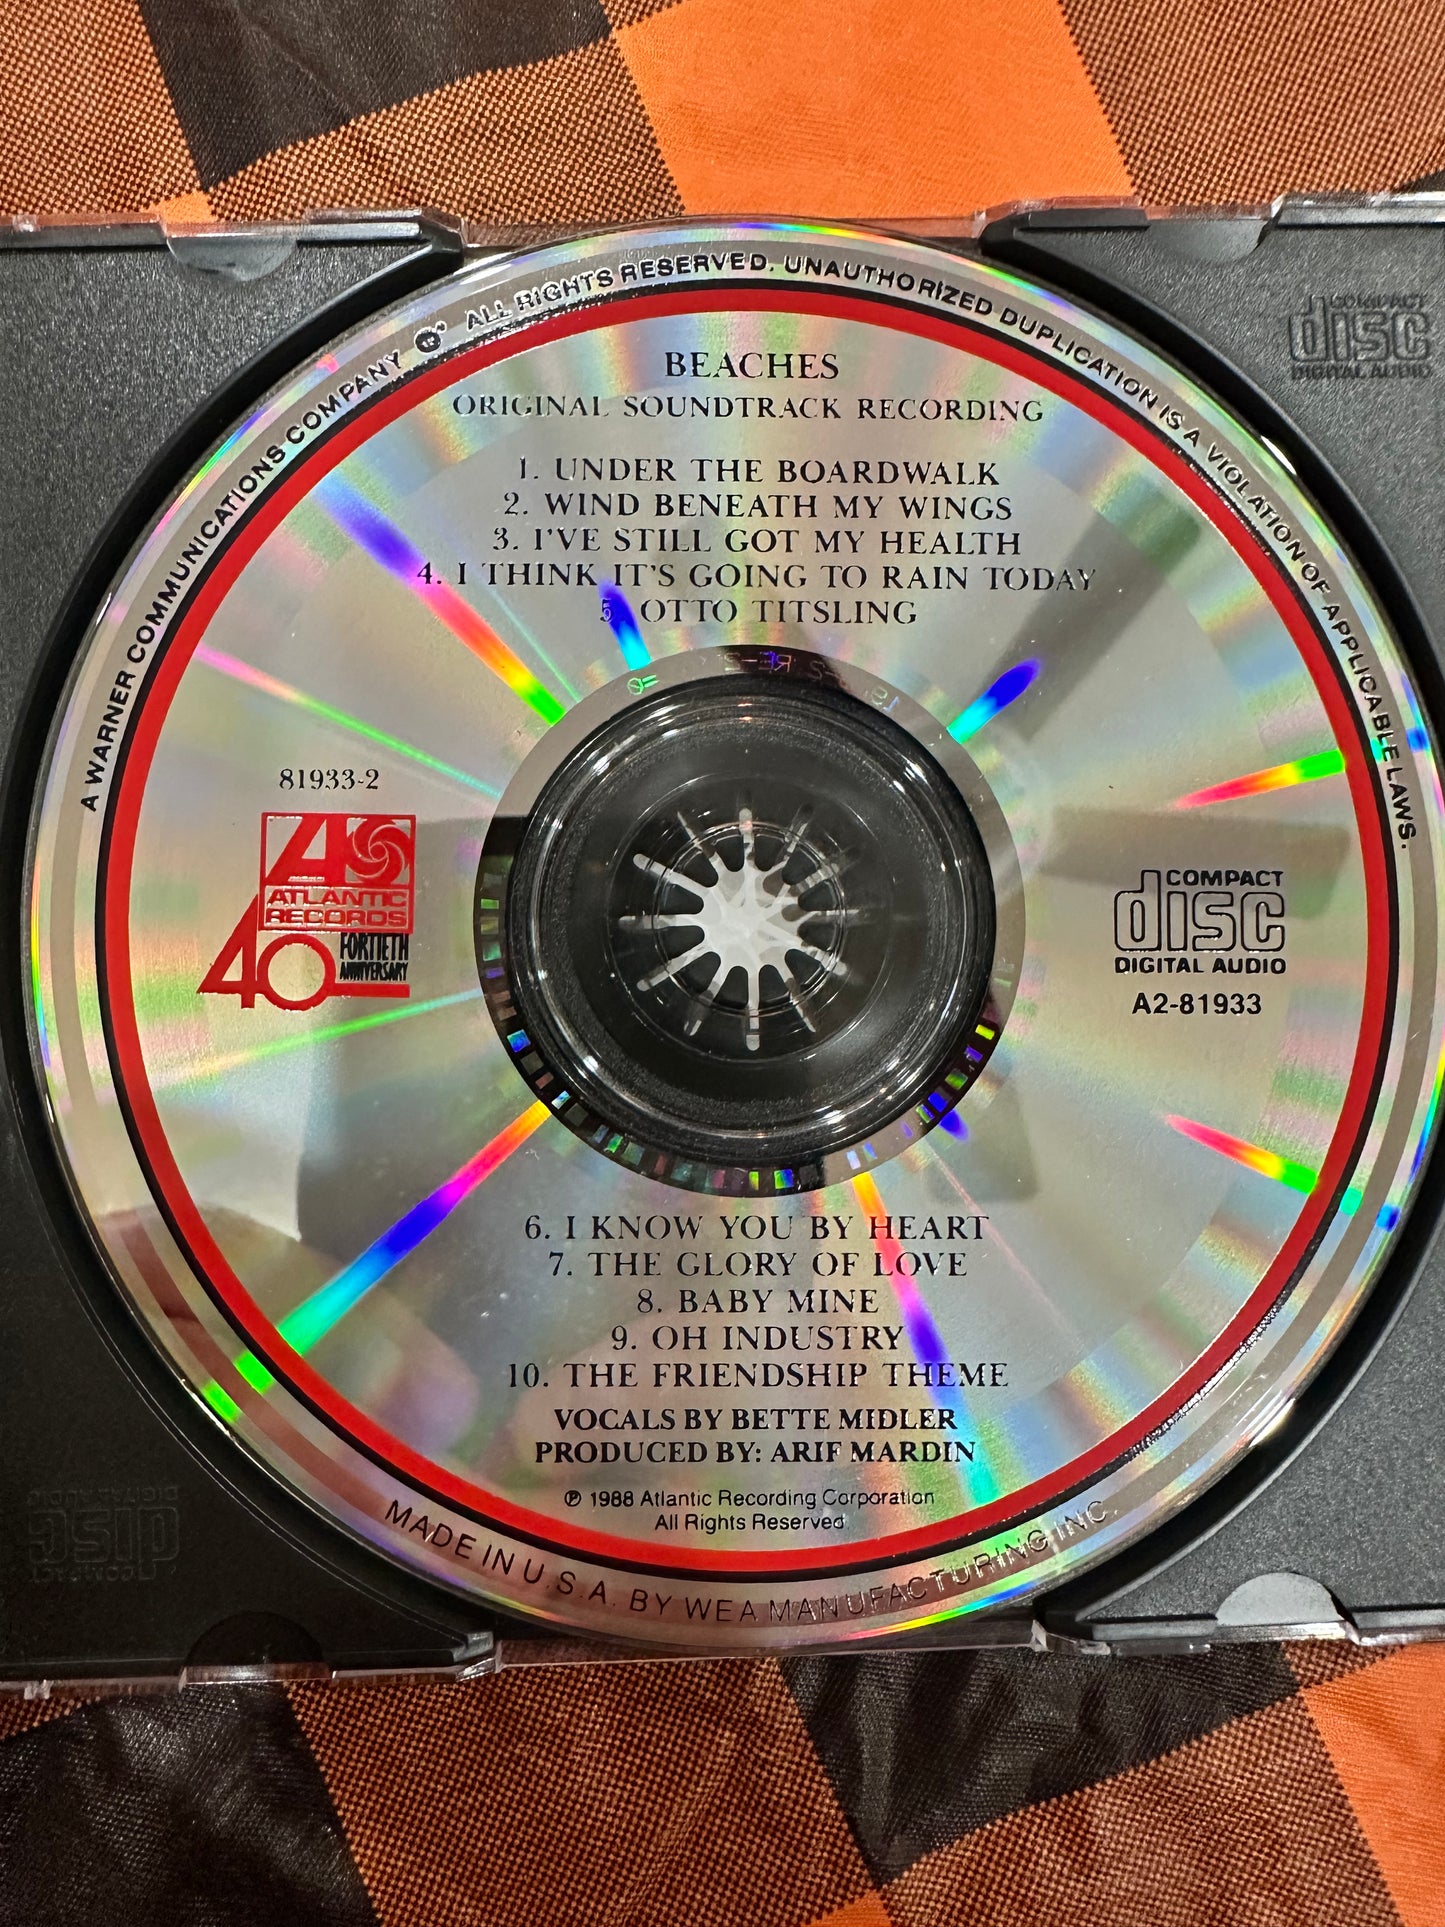 A WARNER COMMUNICATIONS COMPANY ALL RIGHTS RESERVED. UNAUTHORIZED DUPLICATION IS A VIOLATION OF APPLICABLE LAWS.
BEACHES
ORIGINAL SOUNDTRACK RECORDING
1. UNDER THE BOARDWALK
2. WIND BENEATH MY WINGS
3. I'VE STILL GOT MY HEALTH
4. I THINK IT'S GOING TO RAIN TODAY
5. OTTO TITSLING
81933-2
ATLANTIC
RECORDS
40 FORTIETH
ANNIVERSARY
COMPACT
disc
DIGITAL AUDIO
A2-81933
6. I KNOW YOU BY HEART
7. THE GLORY OF LOVE
8. BABY MINE
9. OH INDUSTRY
10. THE FRIENDSHIP THEME
VOCALS BY BETTE MIDLER
PRODUCED BY: ARIF MARDIN
℗ 1988 Atlantic Recording Corporation
All Rights Reserved
MADE IN U.S.A. BY WEA MANUFACTURING INC.
COMPACT
disc
DIGITAL AUDIO
COMPACT
disc
DIGITAL AUDIO